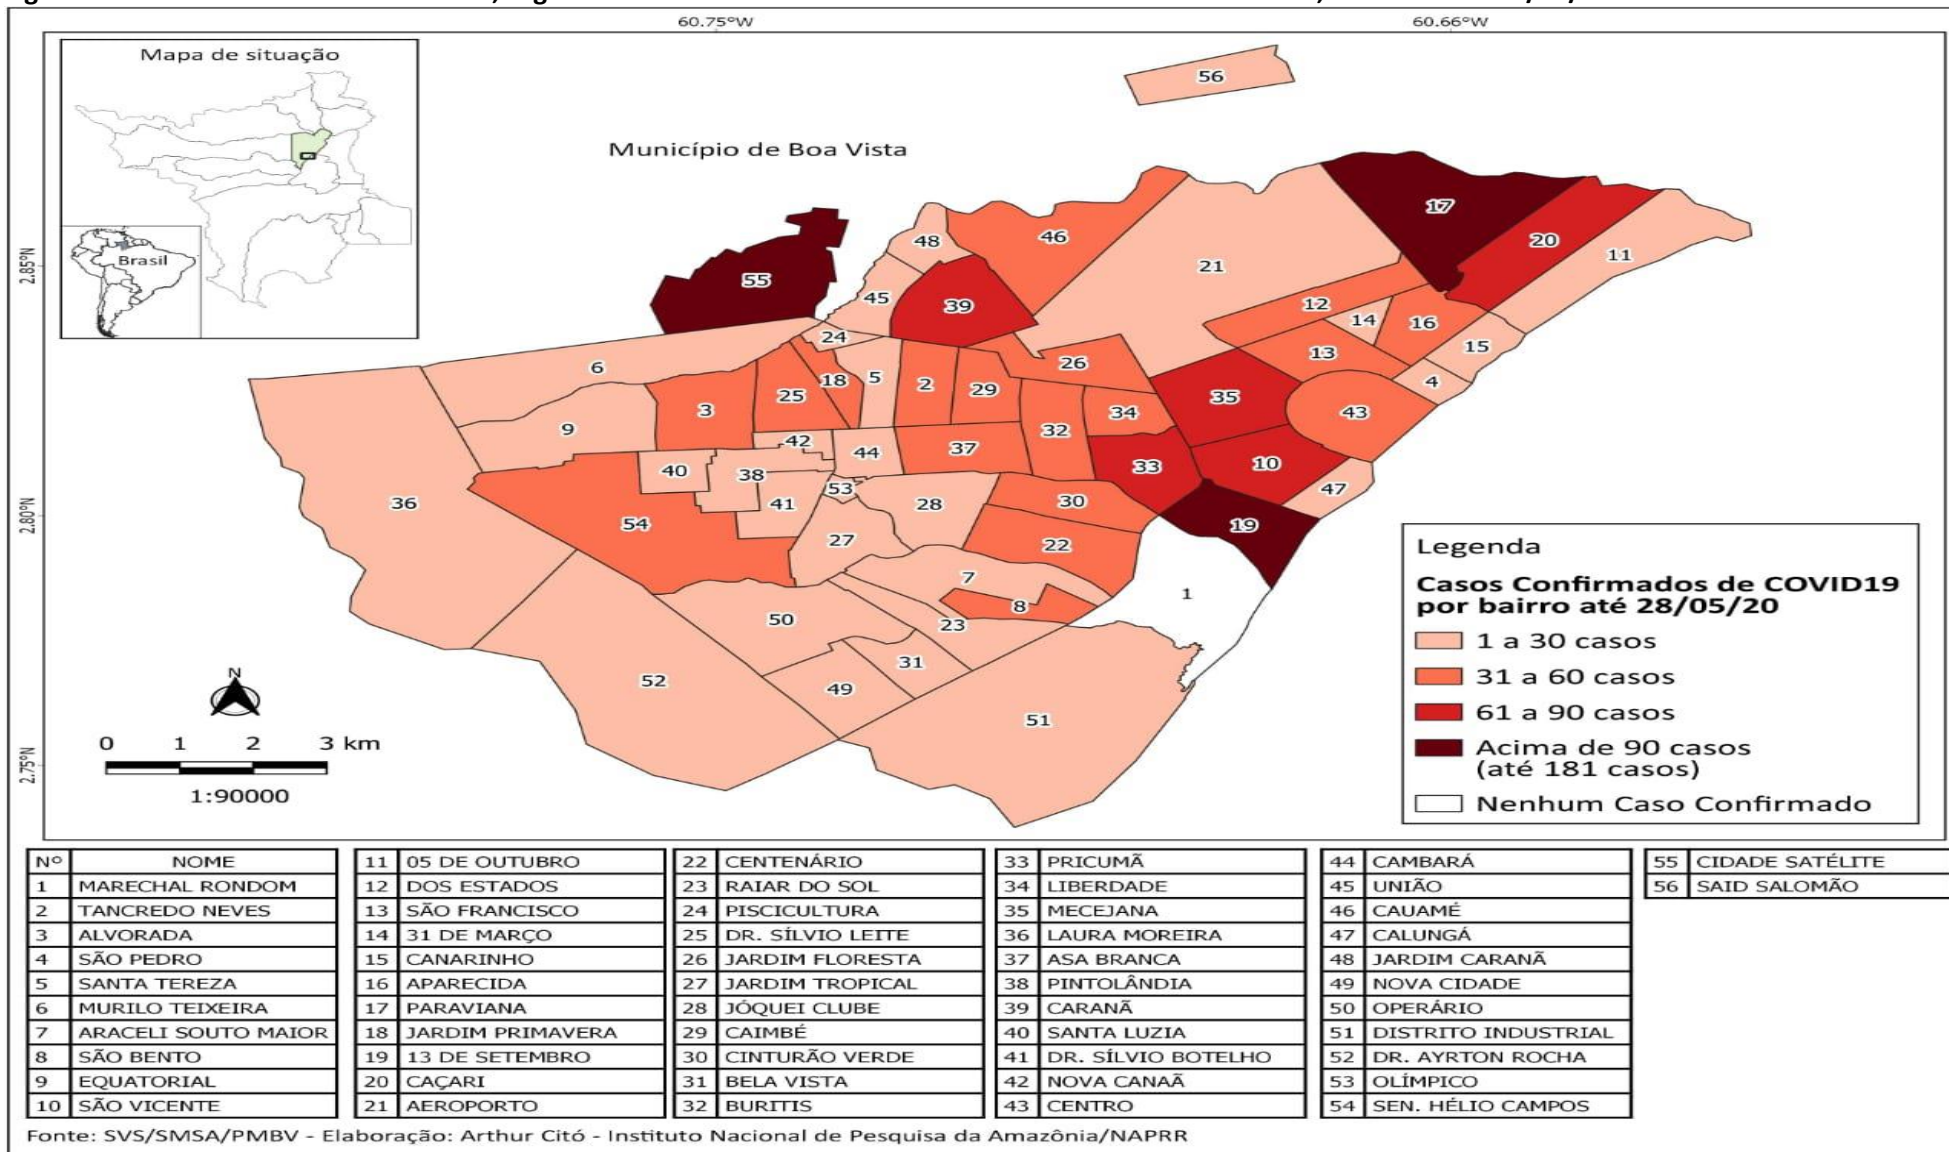 60.75°W 60.66°W
Mapa de situação
Brasil
Município de Boa Vista
2.85°N
2.80°N
2.75°N
56
17
20
11
46
48
21
55
45
39
12
14
16
15
24
13
26
4
6
18
5
2
29
25
35
3
34
43
9
32
42
44
37
33
10
40
38
53
47
41
28
30
36
54
19
27
22
7
1
8
50
23
31
52
49
51
N
0 1 2 3 km
1:90000
Legenda
Casos Confirmados de COVID19
por bairro até 28/05/20
1 a 30 casos
31 a 60 casos
61 a 90 casos
Acima de 90 casos
(até 181 casos)
Nenhum Caso Confirmado
Nº NOME
1 MARECHAL RONDOM
2 TANCREDO NEVES
3 ALVORADA
4 SÃO PEDRO
5 SANTA TEREZA
6 MURILO TEIXEIRA
7 ARACELI SOUTO MAIOR
8 SÃO BENTO
9 EQUATORIAL
10 SÃO VICENTE
11 05 DE OUTUBRO
12 DOS ESTADOS
13 SÃO FRANCISCO
14 31 DE MARÇO
15 CANARINHO
16 APARECIDA
17 PARAVIANA
18 JARDIM PRIMAVERA
19 13 DE SETEMBRO
20 CAÇARI
21 AEROPORTO
22 CENTENÁRIO
23 RAIAR DO SOL
24 PISCICULTURA
25 DR. SÍLVIO LEITE
26 JARDIM FLORESTA
27 JARDIM TROPICAL
28 JÓQUEI CLUBE
29 CAIMBÉ
30 CINTURÃO VERDE
31 BELA VISTA
32 BURITIS
33 PRICUMÃ
34 LIBERDADE
35 MECEJANA
36 LAURA MOREIRA
37 ASA BRANCA
38 PINTOLÂNDIA
39 CARANÃ
40 SANTA LUZIA
41 DR. SÍLVIO BOTELHO
42 NOVA CANAÃ
43 CENTRO
44 CAMBARÁ
45 UNIÃO
46 CAUAMÉ
47 CALUNGÁ
48 JARDIM CARANÃ
49 NOVA CIDADE
50 OPERÁRIO
51 DISTRITO INDUSTRIAL
52 DR. AYRTON ROCHA
53 OLÍMPICO
54 SEN. HÉLIO CAMPOS
55 CIDADE SATÉLITE
56 SAID SALOMÃO
Fonte: SVS/SMSA/PMBV - Elaboração: Arthur Citó - Instituto Nacional de Pesquisa da Amazônia/NAPRR